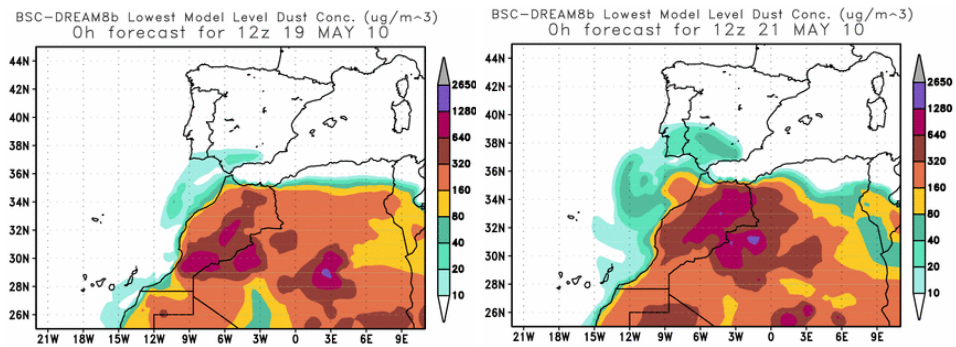 BSC-DREAM8b Lowest Model Level Dust Conc. (ug/m^3)
0h forecast for 12z 19 MAY 10
44N
42N
40N
38N
36N
34N
32N
30N
28N
26N
21W 18W 15W 12W 9W 6W 3W 0 3E 6E 9E
2650
1280
640
320
160
80
40
20
10
BSC-DREAM8b Lowest Model Level Dust Conc. (ug/m^3)
0h forecast for 12z 21 MAY 10
44N
42N
40N
38N
36N
34N
32N
30N
28N
26N
21W 18W 15W 12W 9W 6W 3W 0 3E 6E 9E
2650
1280
640
320
160
80
40
20
10